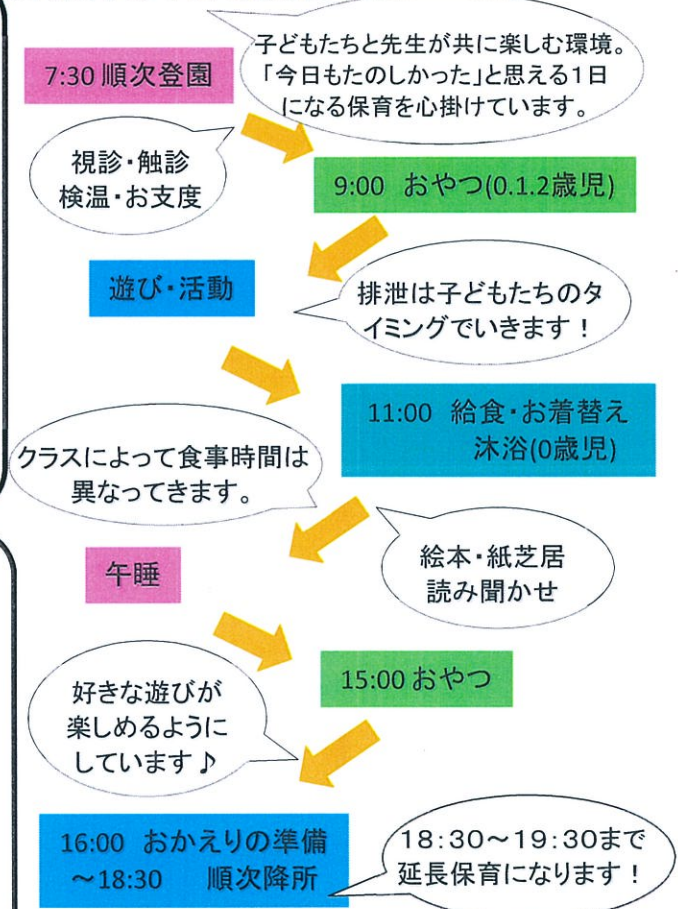 子どもたちと先生が共に楽しむ環境。
「今日もたのしかった」と思える1日
になる保育を心掛けています。
7:30 順次登園
視診・触診
検温・お支度
9:00 おやつ(0.1.2歳児)
遊び・活動
排泄は子どもたちのタ
イミングでいきます！
11:00 給食・お着替え
沐浴(0歳児)
クラスによって食事時間は
異なってきます。
絵本・紙芝居
読み聞かせ
午睡
15:00 おやつ
好きな遊びが
楽しめるように
しています♪
16:00 おかえりの準備
～18:30 順次降所
18:30～19:30まで
延長保育になります！